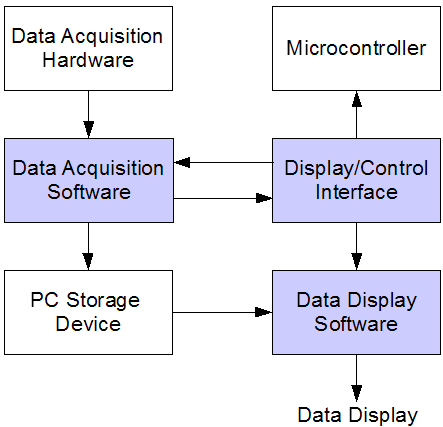 Data Acquisition
Hardware
Microcontroller
Data Acquisition
Software
Display/Control
Interface
PC Storage
Device
Data Display
Software
Data Display